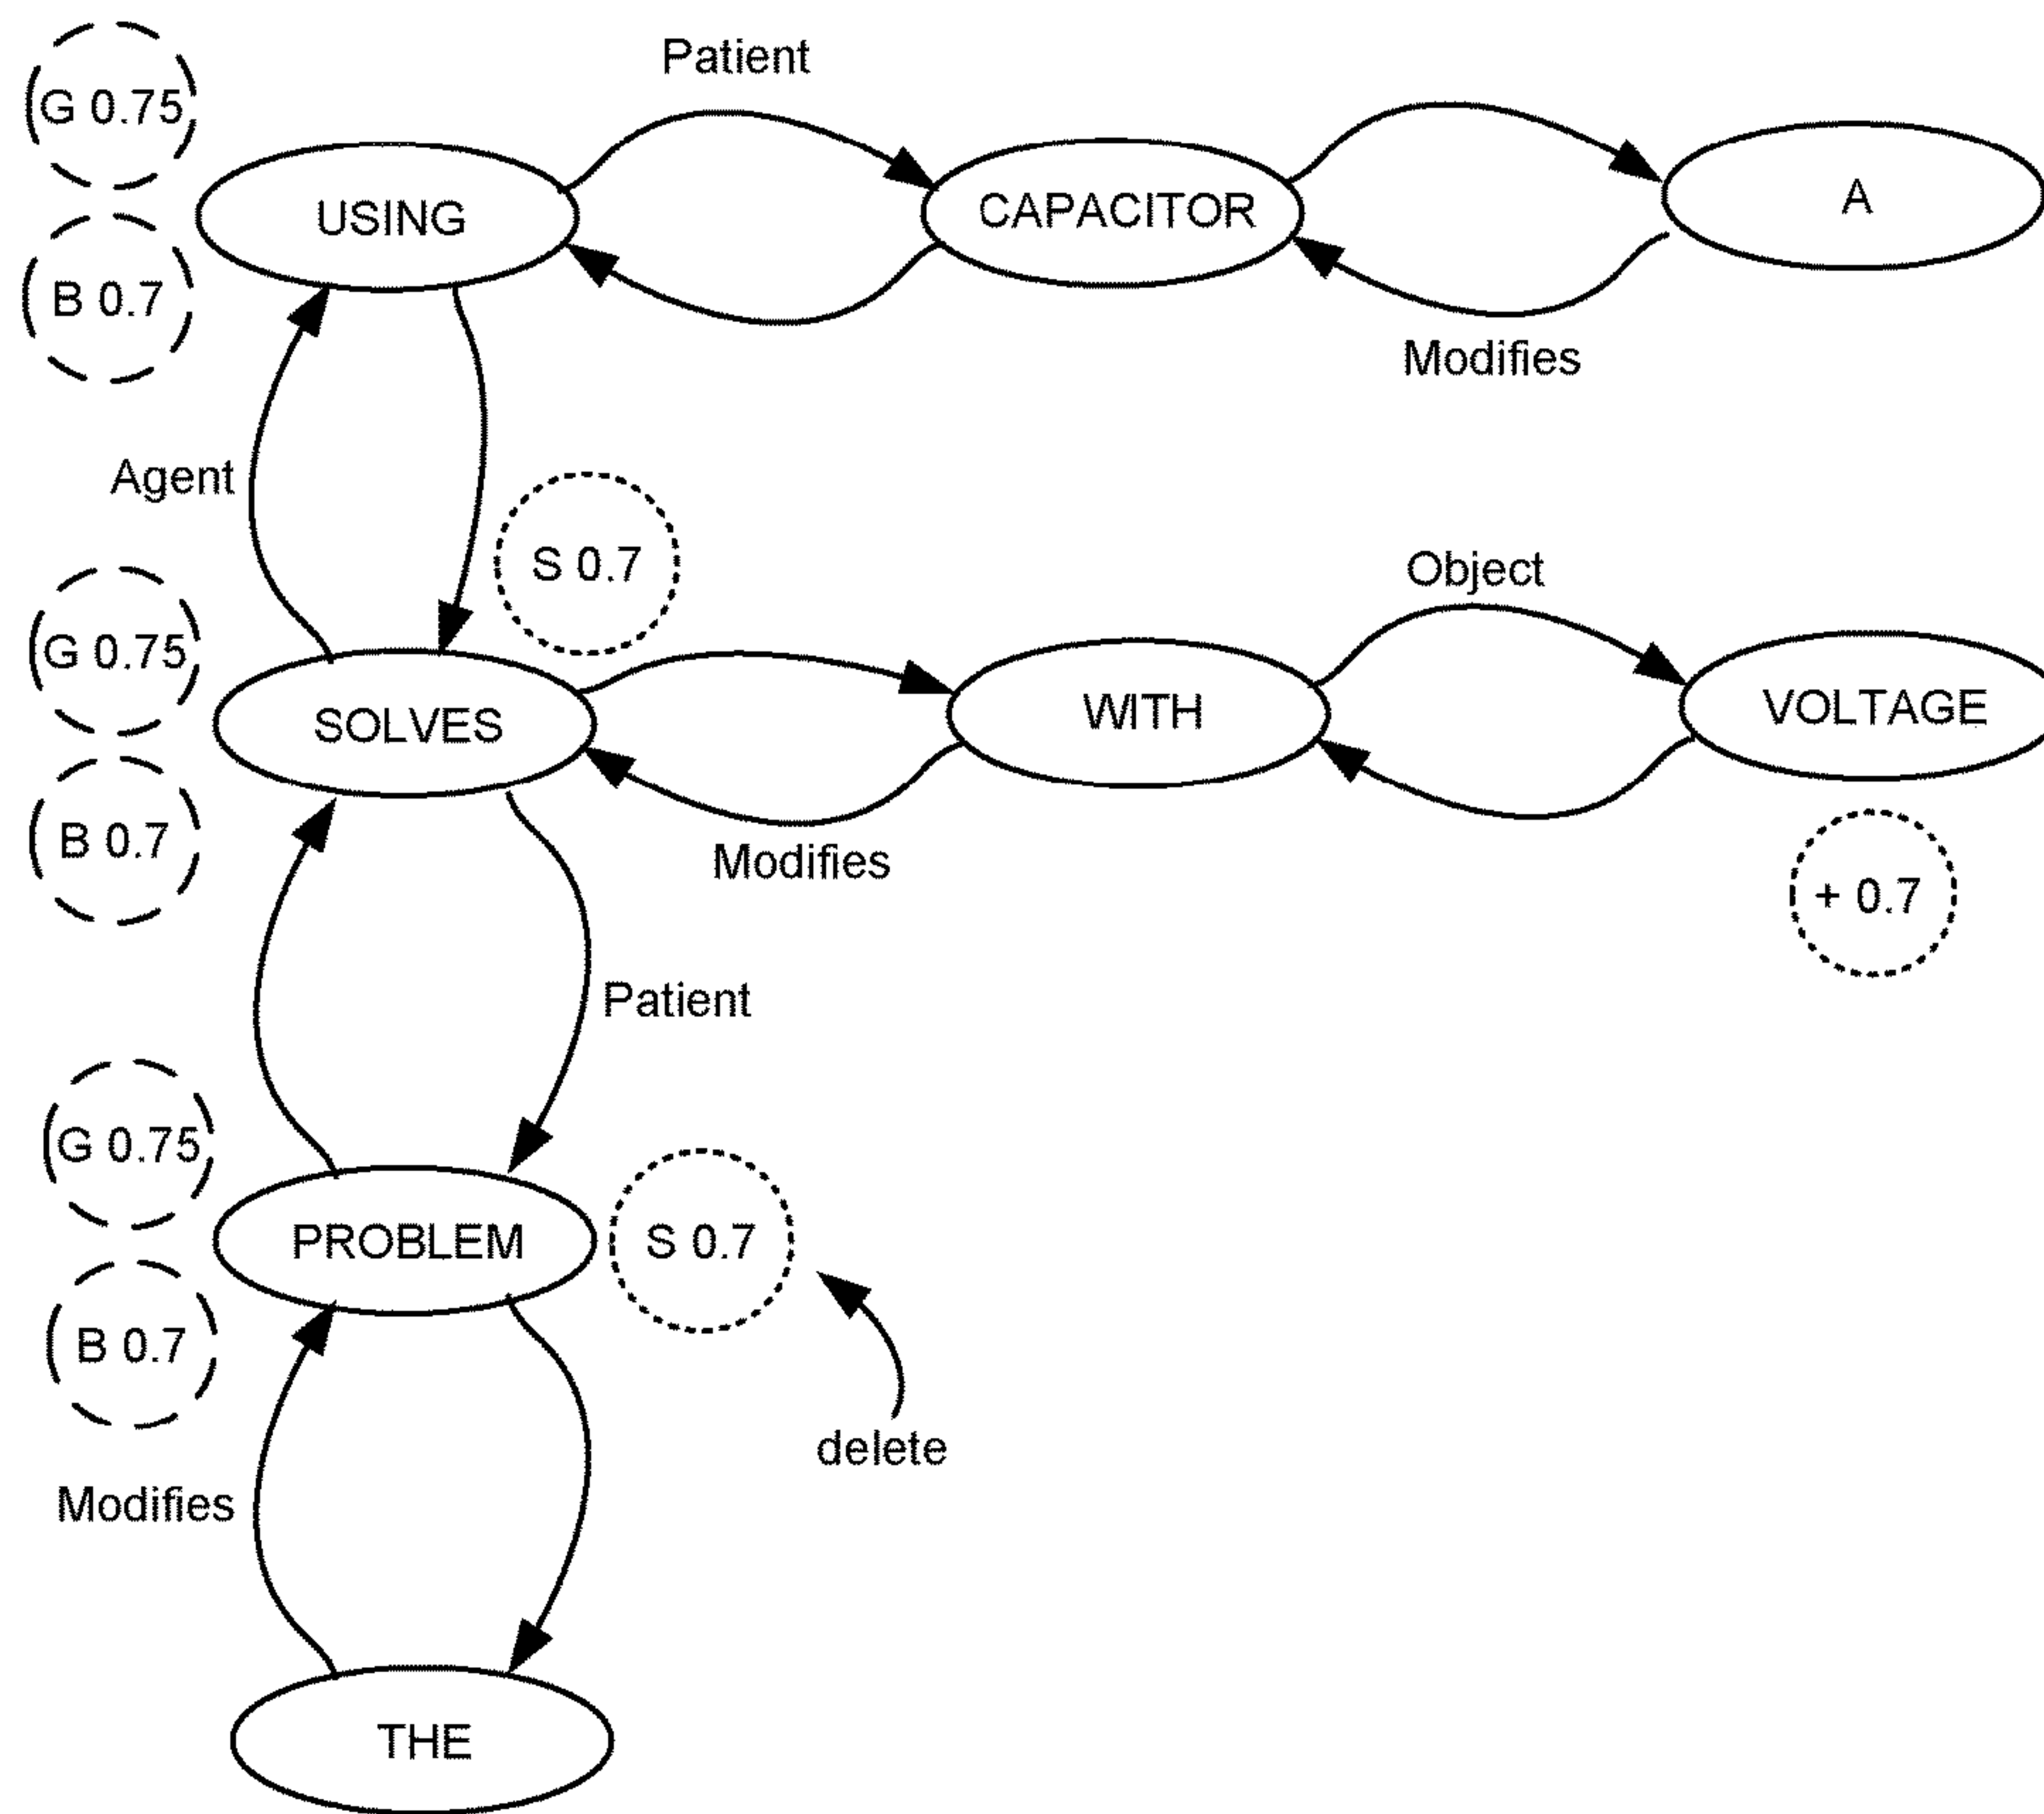 Patient
G 0.75
USING
CAPACITOR
A
B 0.7
Modifies
Agent
S 0.7
Object
G 0.75
SOLVES
WITH
VOLTAGE
B 0.7
Modifies
+ 0.7
Patient
G 0.75
PROBLEM
S 0.7
B 0.7
delete
Modifies
THE